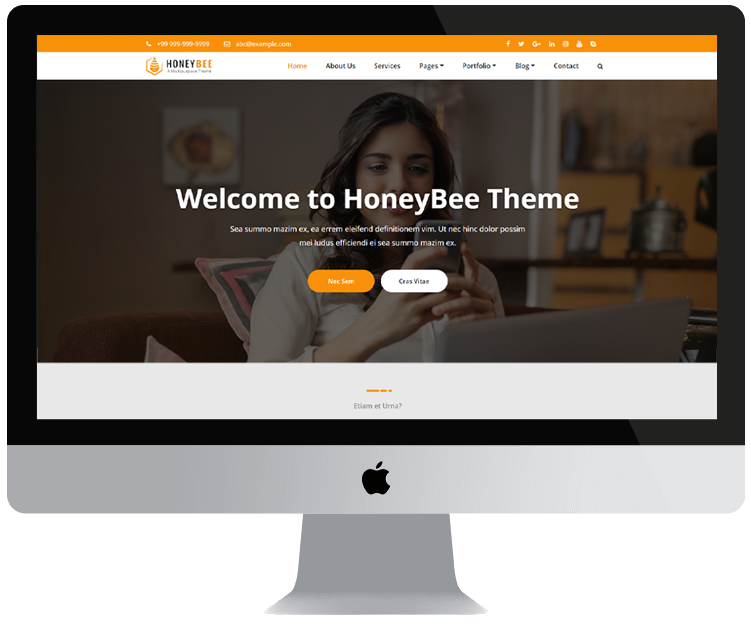 +99 999-999-9999 abc@example.com
HONEYBEE
A Multipurpose Theme
Home About Us Services Pages Portfolio Blog Contact
Welcome to HoneyBee Theme
Sea summo mazim ex, ea errem eleifend definitionem vim. Ut nec hinc dolor possim
mei ludus efficiendi ei sea summo mazim ex.
Nec Sem Cras Vitae
Etiam et Urna?